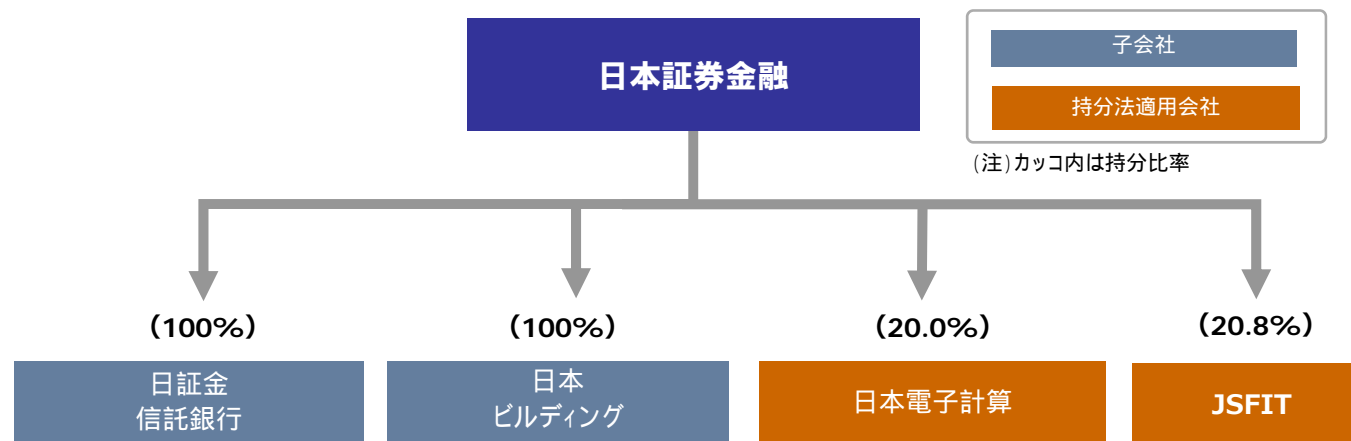 日本証券金融
子会社
持分法適用会社
(注)カッコ内は持分比率
(100%)
(100%)
(20.0%)
(20.8%)
日証金
信託銀行
日本
ビルディング
日本電子計算
JSFIT